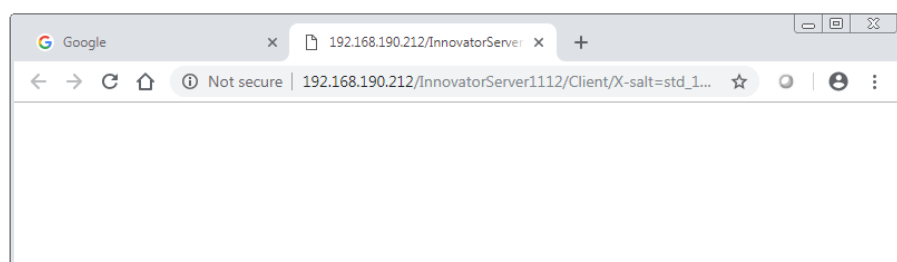 Google
192.168.190.212/InnovatorServer
Not secure | 192.168.190.212/InnovatorServer1112/Client/X-salt=std_1...